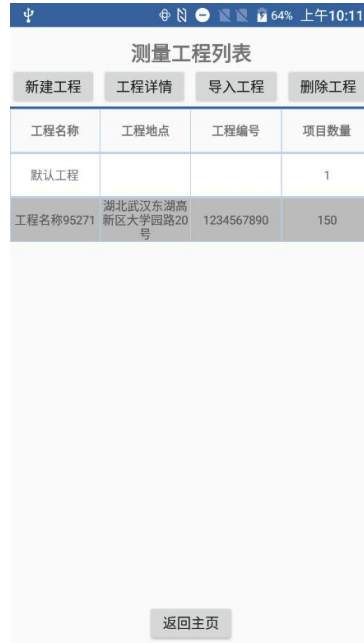 64% 上午10:11
测量工程列表
新建工程 工程详情 导入工程 删除工程
工程名称 工程地点 工程编号 项目数量
默认工程 1
工程名称95271 湖北武汉东湖高新区大学园路20号 1234567890 150
返回主页